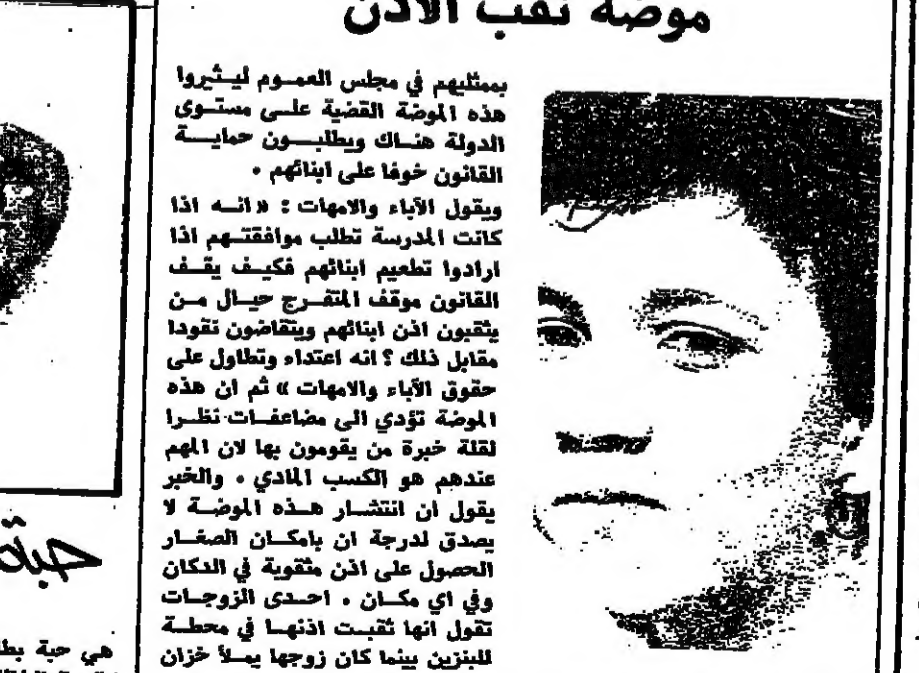 موضة ثقب الاذن
بممثليهم في مجلس العموم ليثيروا
هذه الموضة القضية على مستوى
الدولة هناك ويطلبون حماية
القانون خوفا على ابنائهم .
ويقول الآباء والامهات : « انه اذا
كانت المدرسة تطلب موافقتهم اذا
ارادوا تطعيم ابنائهم فكيف يقف
القانون موقف المتفرج حيال من
يثقبون اذن ابنائهم ويتقاضون نقودا
مقابل ذلك ؟ انه اعتداء وتطاول على
حقوق الآباء والامهات » ثم ان هذه
الموضة تؤدي الى مضاعفات نظرا
لقلة خبرة من يقومون بها لان المهم
عندهم هو الكسب المادي . والخبر
يقول ان انتشار هذه الموضة لا
يصدق لدرجة ان بامكان الصغار
الحصول على اذن مثقوبة في الدكان
وفي اي مكان . احدى الزوجات
تقول انها ثقبت اذنها في محطة
للبنزين بينما كان زوجها يملأ خزان
حبة
هي حبة